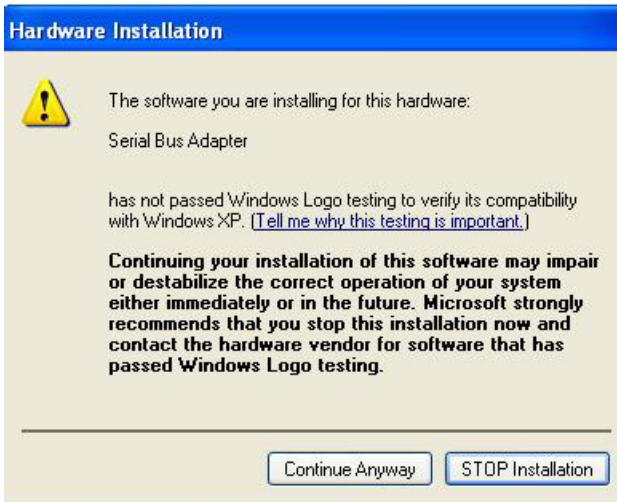 Hardware Installation
The software you are installing for this hardware:
Serial Bus Adapter
has not passed Windows Logo testing to verify its compatibility
with Windows XP. (Tell me why this testing is important.)
Continuing your installation of this software may impair
or destabilize the correct operation of your system
either immediately or in the future. Microsoft strongly
recommends that you stop this installation now and
contact the hardware vendor for software that has
passed Windows Logo testing.
Continue Anyway STOP Installation